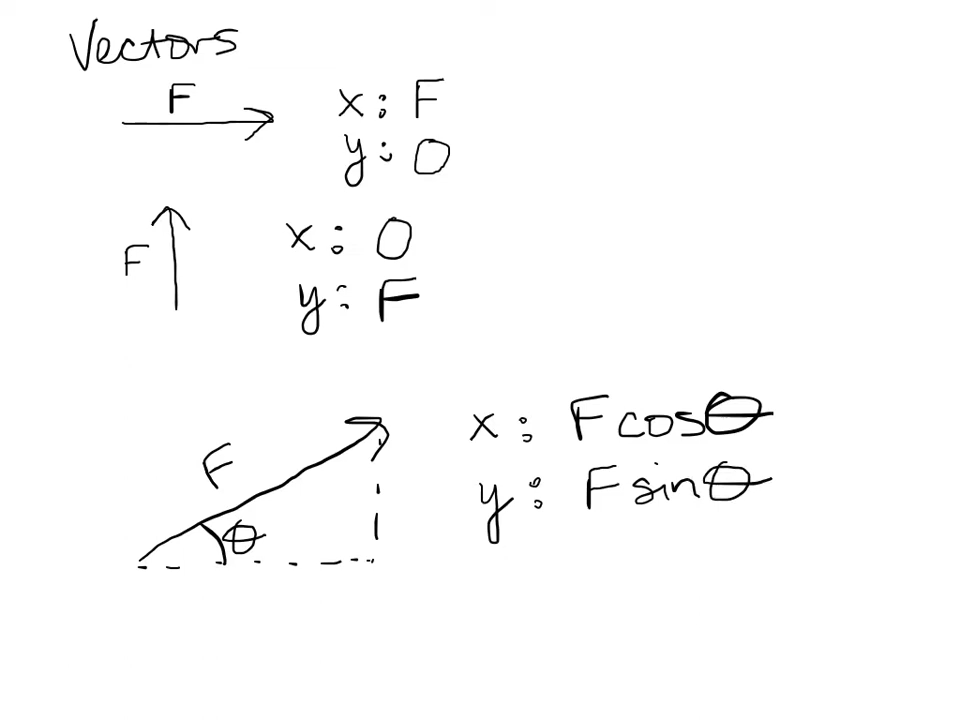 Vectors
F
x: F
y: 0
F
x: 0
y: F
F
θ
x: Fcosθ
y: Fsinθ